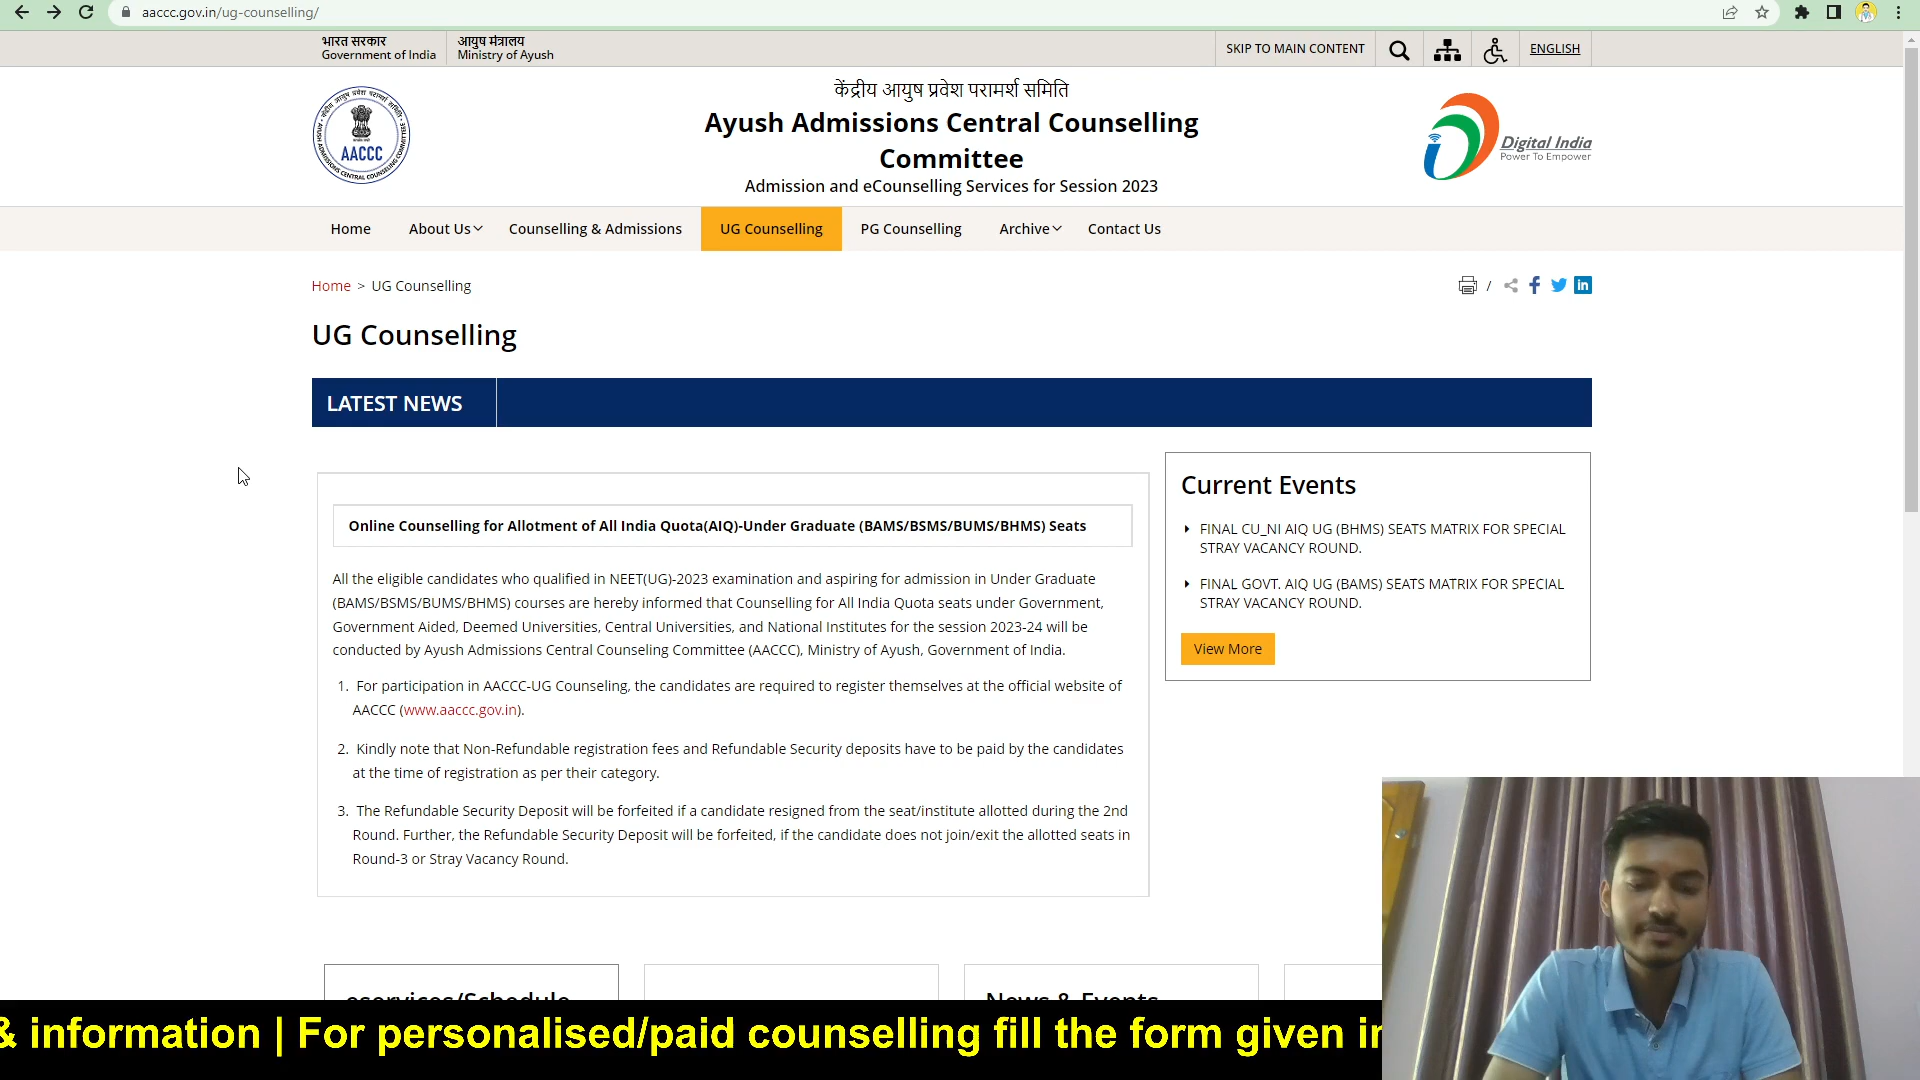 aaccc.gov.in/ug-counselling/
भारत सरकार
Government of India
आयुष मंत्रालय
Ministry of Ayush
SKIP TO MAIN CONTENT
ENGLISH
AACCC
AYUSH ADMISSIONS CENTRAL COUNSELING COMMITTEE
केंद्रीय आयुष प्रवेश परामर्श समिति
Ayush Admissions Central Counselling
Committee
Admission and eCounselling Services for Session 2023
Digital India
Power To Empower
Home
About Us
Counselling & Admissions
UG Counselling
PG Counselling
Archive
Contact Us
Home > UG Counselling
/
UG Counselling
LATEST NEWS
Online Counselling for Allotment of All India Quota(AIQ)-Under Graduate (BAMS/BSMS/BUMS/BHMS) Seats
All the eligible candidates who qualified in NEET(UG)-2023 examination and aspiring for admission in Under Graduate
(BAMS/BSMS/BUMS/BHMS) courses are hereby informed that Counselling for All India Quota seats under Government,
Government Aided, Deemed Universities, Central Universities, and National Institutes for the session 2023-24 will be
conducted by Ayush Admissions Central Counseling Committee (AACCC), Ministry of Ayush, Government of India.
1. For participation in AACCC-UG Counseling, the candidates are required to register themselves at the official website of
AACCC (www.aaccc.gov.in).
2. Kindly note that Non-Refundable registration fees and Refundable Security deposits have to be paid by the candidates
at the time of registration as per their category.
3. The Refundable Security Deposit will be forfeited if a candidate resigned from the seat/institute allotted during the 2nd
Round. Further, the Refundable Security Deposit will be forfeited, if the candidate does not join/exit the allotted seats in
Round-3 or Stray Vacancy Round.
Current Events
FINAL CU_NI AIQ UG (BHMS) SEATS MATRIX FOR SPECIAL
STRAY VACANCY ROUND.
FINAL GOVT. AIQ UG (BAMS) SEATS MATRIX FOR SPECIAL
STRAY VACANCY ROUND.
View More
eservices/Schedule
News & Events
& information | For personalised/paid counselling fill the form given in